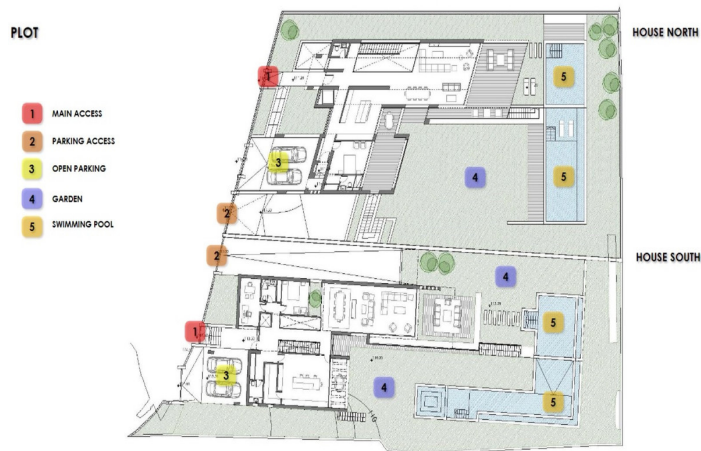 PLOT
HOUSE NORTH
1 MAIN ACCESS
2 PARKING ACCESS
3 OPEN PARKING
4 GARDEN
5 SWIMMING POOL
1
5
3
4
5
2
2
HOUSE SOUTH
4
5
1
3
4
5